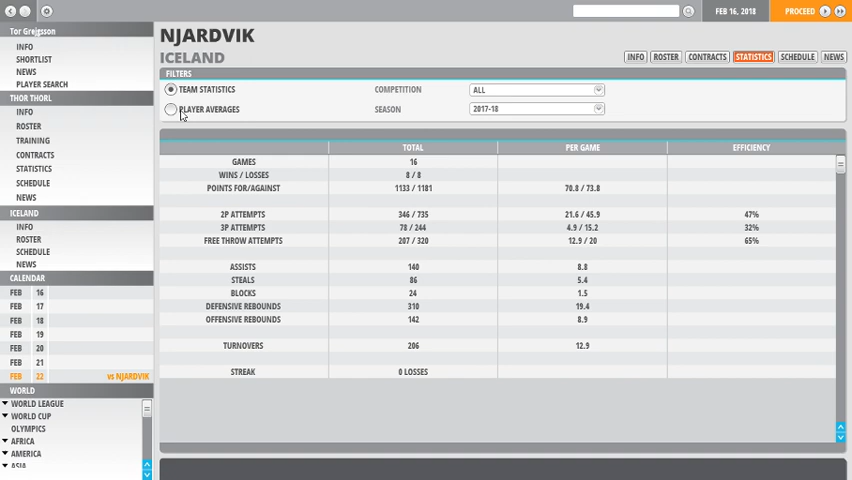 FEB 16, 2018
PROCEED
Tor Grejgsson
INFO
SHORTLIST
NEWS
PLAYER SEARCH
THOR THORL
INFO
ROSTER
TRAINING
CONTRACTS
STATISTICS
SCHEDULE
NEWS
ICELAND
INFO
ROSTER
SCHEDULE
NEWS
CALENDAR
FEB 16
FEB 17
FEB 18
FEB 19
FEB 20
FEB 21
FEB 22 vs NJARDVIK
WORLD
WORLD LEAGUE
WORLD CUP
OLYMPICS
AFRICA
AMERICA
ASIA
NJARDVIK
ICELAND
INFO ROSTER CONTRACTS STATISTICS SCHEDULE NEWS
FILTERS
TEAM STATISTICS COMPETITION ALL
PLAYER AVERAGES SEASON 2017-18
TOTAL PER GAME EFFICIENCY
GAMES 16
WINS / LOSSES 8 / 8
POINTS FOR/AGAINST 1133 / 1181 70.8 / 73.8
2P ATTEMPTS 346 / 735 21.6 / 45.9 47%
3P ATTEMPTS 78 / 244 4.9 / 15.2 32%
FREE THROW ATTEMPTS 207 / 320 12.9 / 20 65%
ASSISTS 140 8.8
STEALS 86 5.4
BLOCKS 24 1.5
DEFENSIVE REBOUNDS 310 19.4
OFFENSIVE REBOUNDS 142 8.9
TURNOVERS 206 12.9
STREAK 0 LOSSES